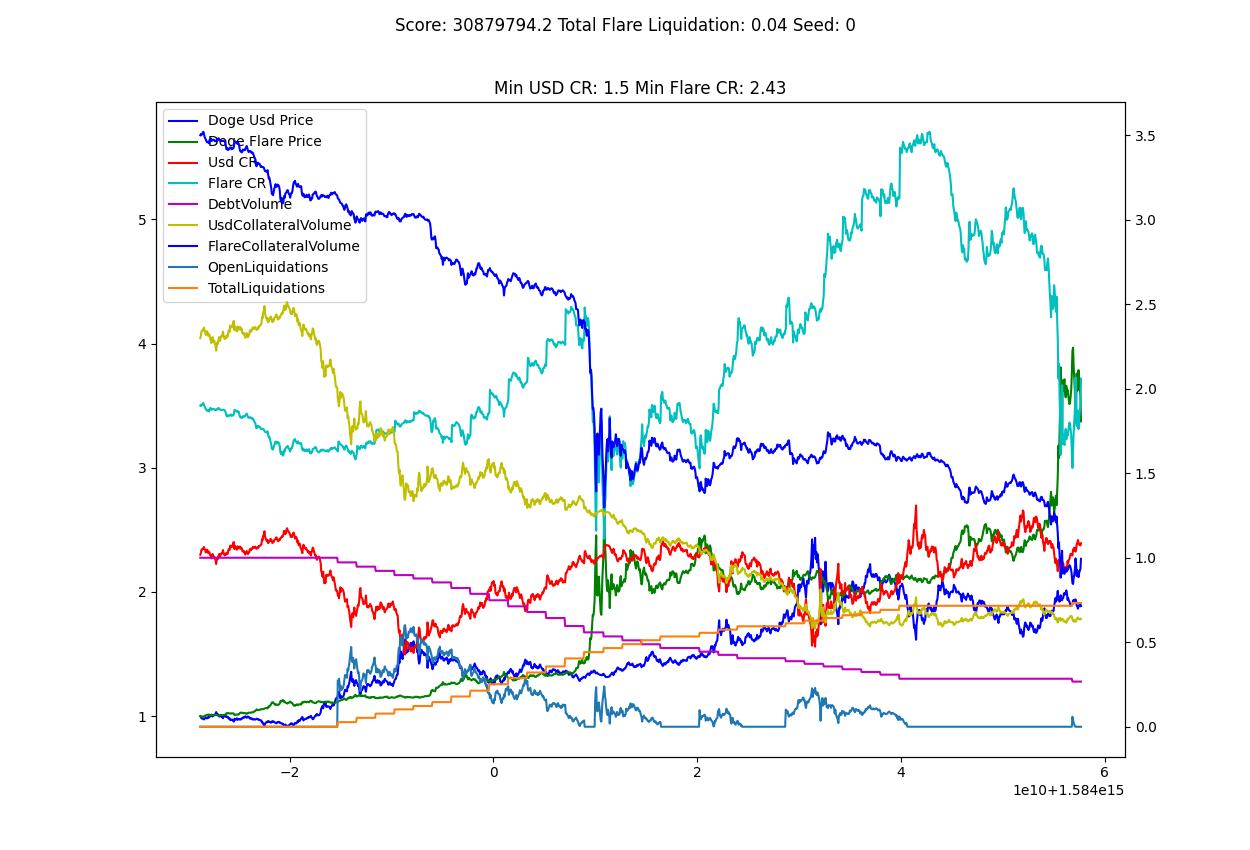 Score: 30879794.2 Total Flare Liquidation: 0.04 Seed: 0
Min USD CR: 1.5 Min Flare CR: 2.43
Doge Usd Price
Doge Flare Price
Usd CR
Flare CR
DebtVolume
UsdCollateralVolume
FlareCollateralVolume
OpenLiquidations
TotalLiquidations
5
4
3
2
1
3.5
3.0
2.5
2.0
1.5
1.0
0.5
0.0
−2 0 2 4 6
1e10+1.584e15